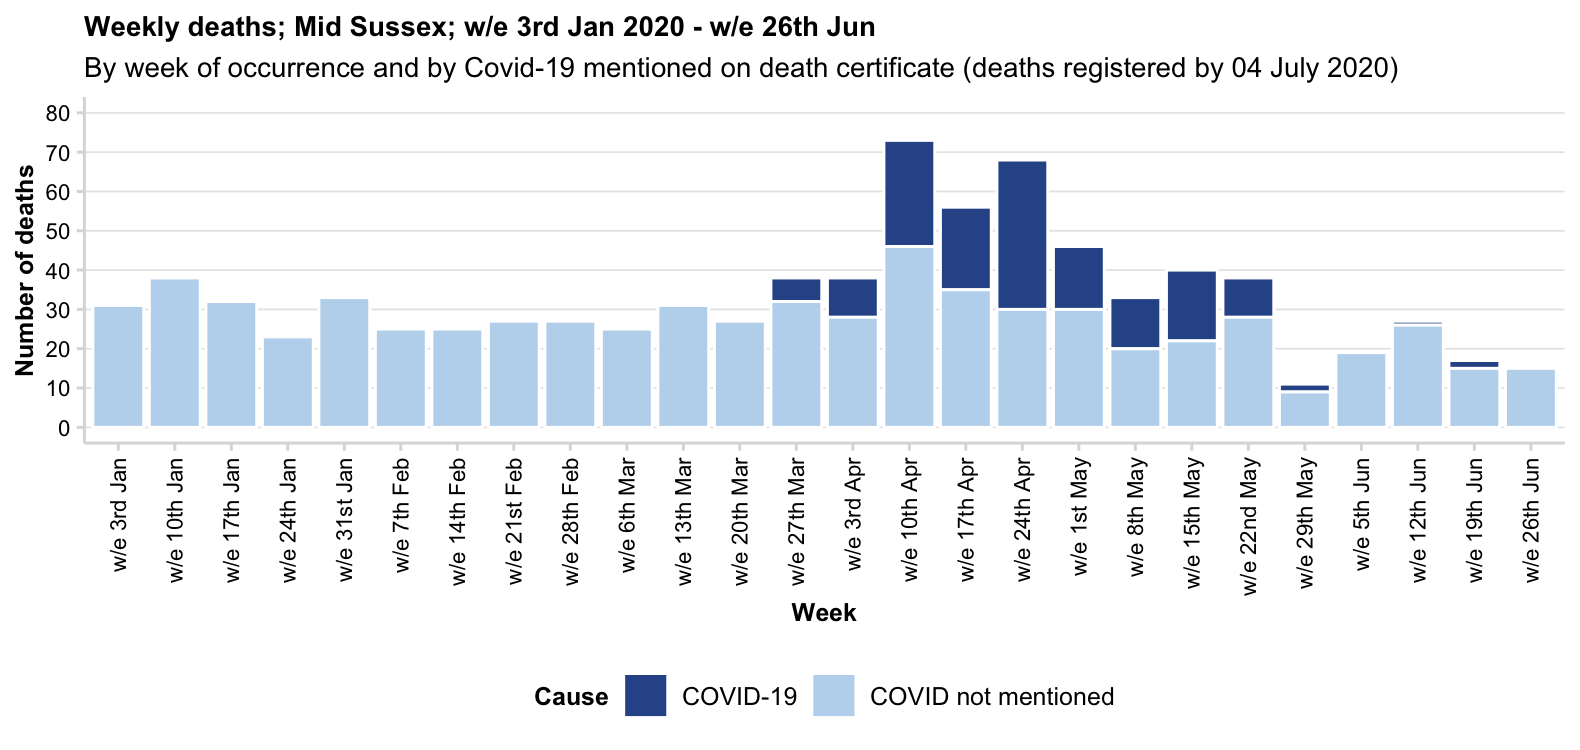 Weekly deaths; Mid Sussex; w/e 3rd Jan 2020 - w/e 26th Jun
By week of occurrence and by Covid-19 mentioned on death certificate (deaths registered by 04 July 2020)
Number of deaths
80
70
60
50
40
30
20
10
0
w/e 3rd Jan
w/e 10th Jan
w/e 17th Jan
w/e 24th Jan
w/e 31st Jan
w/e 7th Feb
w/e 14th Feb
w/e 21st Feb
w/e 28th Feb
w/e 6th Mar
w/e 13th Mar
w/e 20th Mar
w/e 27th Mar
w/e 3rd Apr
w/e 10th Apr
w/e 17th Apr
w/e 24th Apr
w/e 1st May
w/e 8th May
w/e 15th May
w/e 22nd May
w/e 29th May
w/e 5th Jun
w/e 12th Jun
w/e 19th Jun
w/e 26th Jun
Week
Cause COVID-19 COVID not mentioned